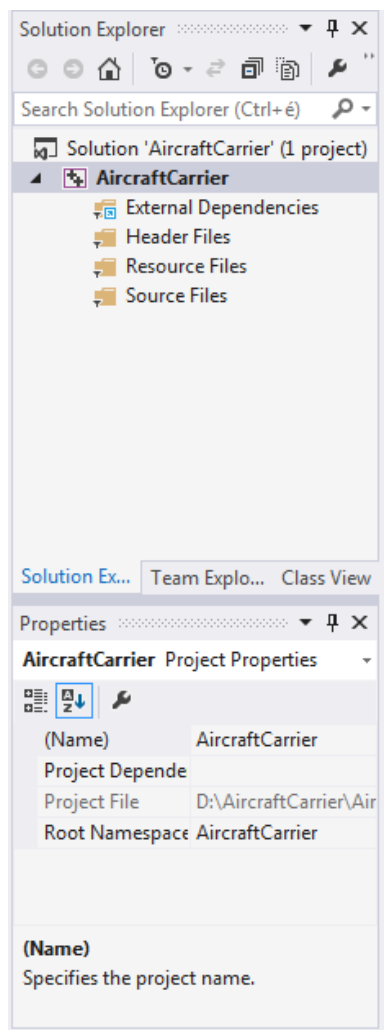 Solution Explorer
Search Solution Explorer (Ctrl+é)
Solution 'AircraftCarrier' (1 project)
AircraftCarrier
External Dependencies
Header Files
Resource Files
Source Files
Solution Ex... Team Explo... Class View
Properties
AircraftCarrier Project Properties
(Name) AircraftCarrier
Project Depende
Project File D:\AircraftCarrier\Air
Root Namespace AircraftCarrier
(Name)
Specifies the project name.